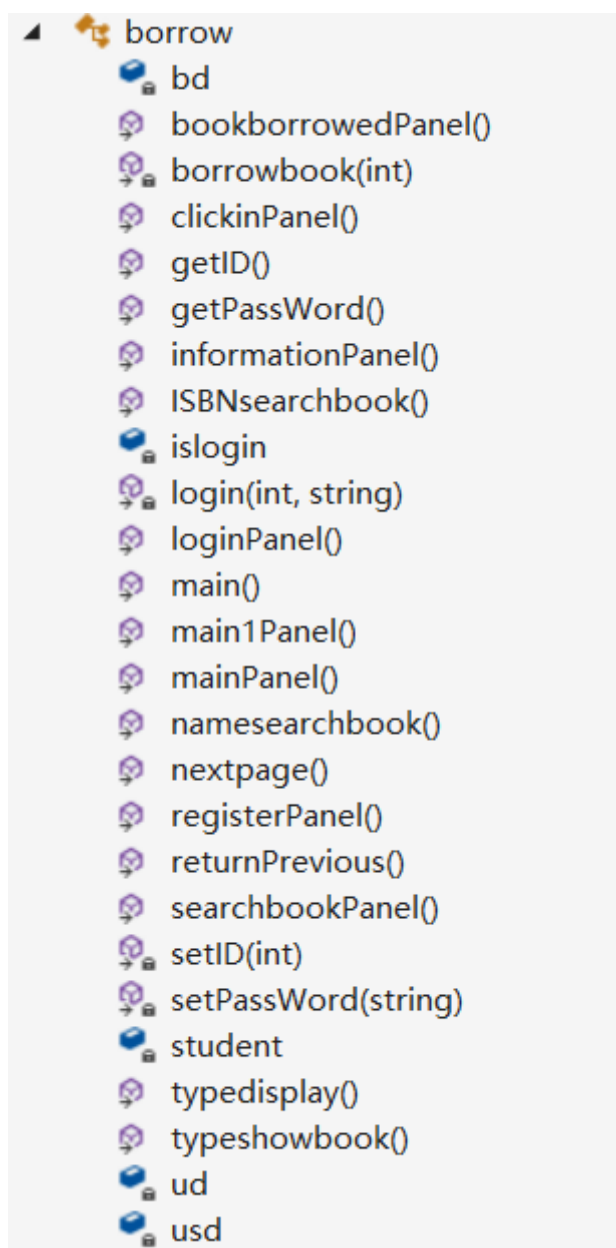 borrow
bd
bookborrowedPanel()
borrowbook(int)
clickinPanel()
getID()
getPassWord()
informationPanel()
ISBNsearchbook()
islogin
login(int, string)
loginPanel()
main()
main1Panel()
mainPanel()
namesearchbook()
nextpage()
registerPanel()
returnPrevious()
searchbookPanel()
setID(int)
setPassWord(string)
student
typedisplay()
typeshowbook()
ud
usd